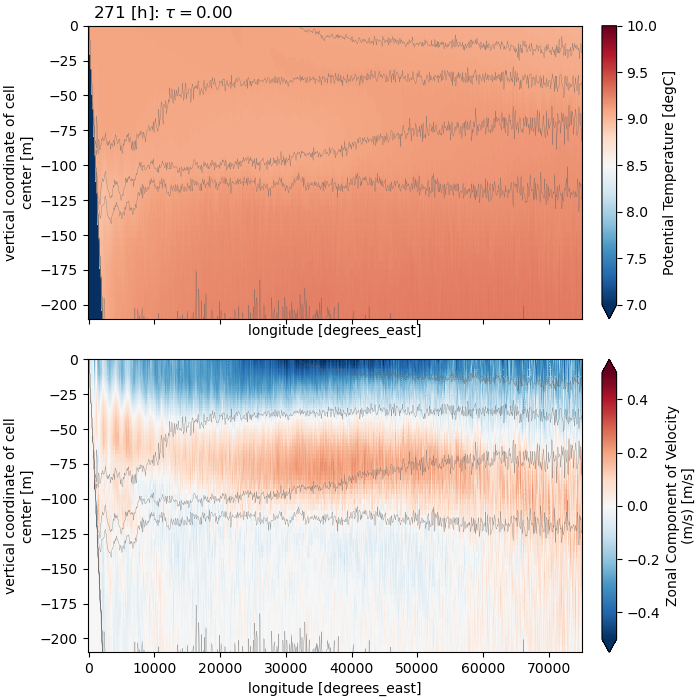 271 [h]: τ = 0.00
0
−25
−50
−75
−100
−125
−150
−175
−200
vertical coordinate of cell
center [m]
longitude [degrees_east]
10.0
9.5
9.0
8.5
8.0
7.5
7.0
Potential Temperature [degC]
0
−25
−50
−75
−100
−125
−150
−175
−200
vertical coordinate of cell
center [m]
0 10000 20000 30000 40000 50000 60000 70000
longitude [degrees_east]
0.4
0.2
0.0
−0.2
−0.4
Zonal Component of Velocity
(m/s) [m/s]